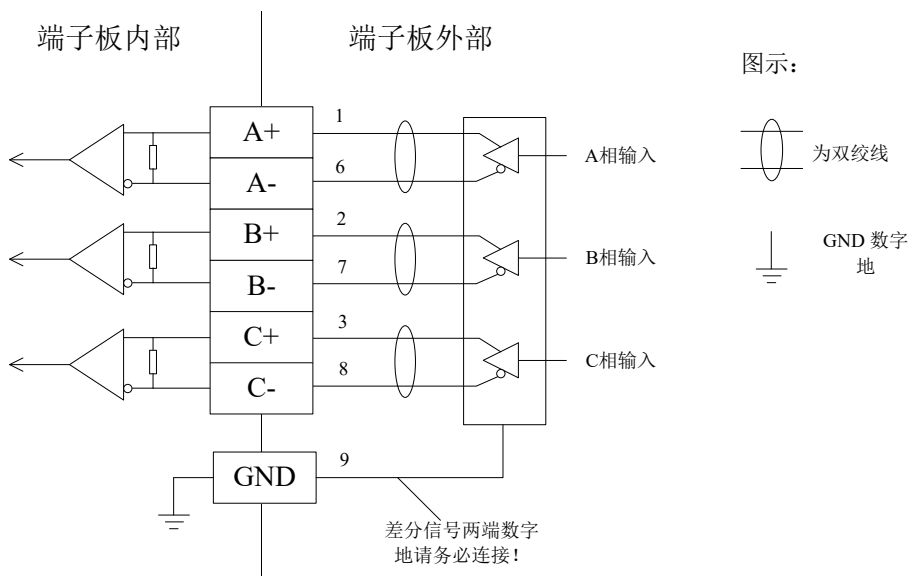 端子板内部
端子板外部
图示：
A+
1
A相输入
A-
6
为双绞线
B+
2
B相输入
B-
7
GND 数字
地
C+
3
C相输入
C-
8
GND
9
差分信号两端数字
地请务必连接！